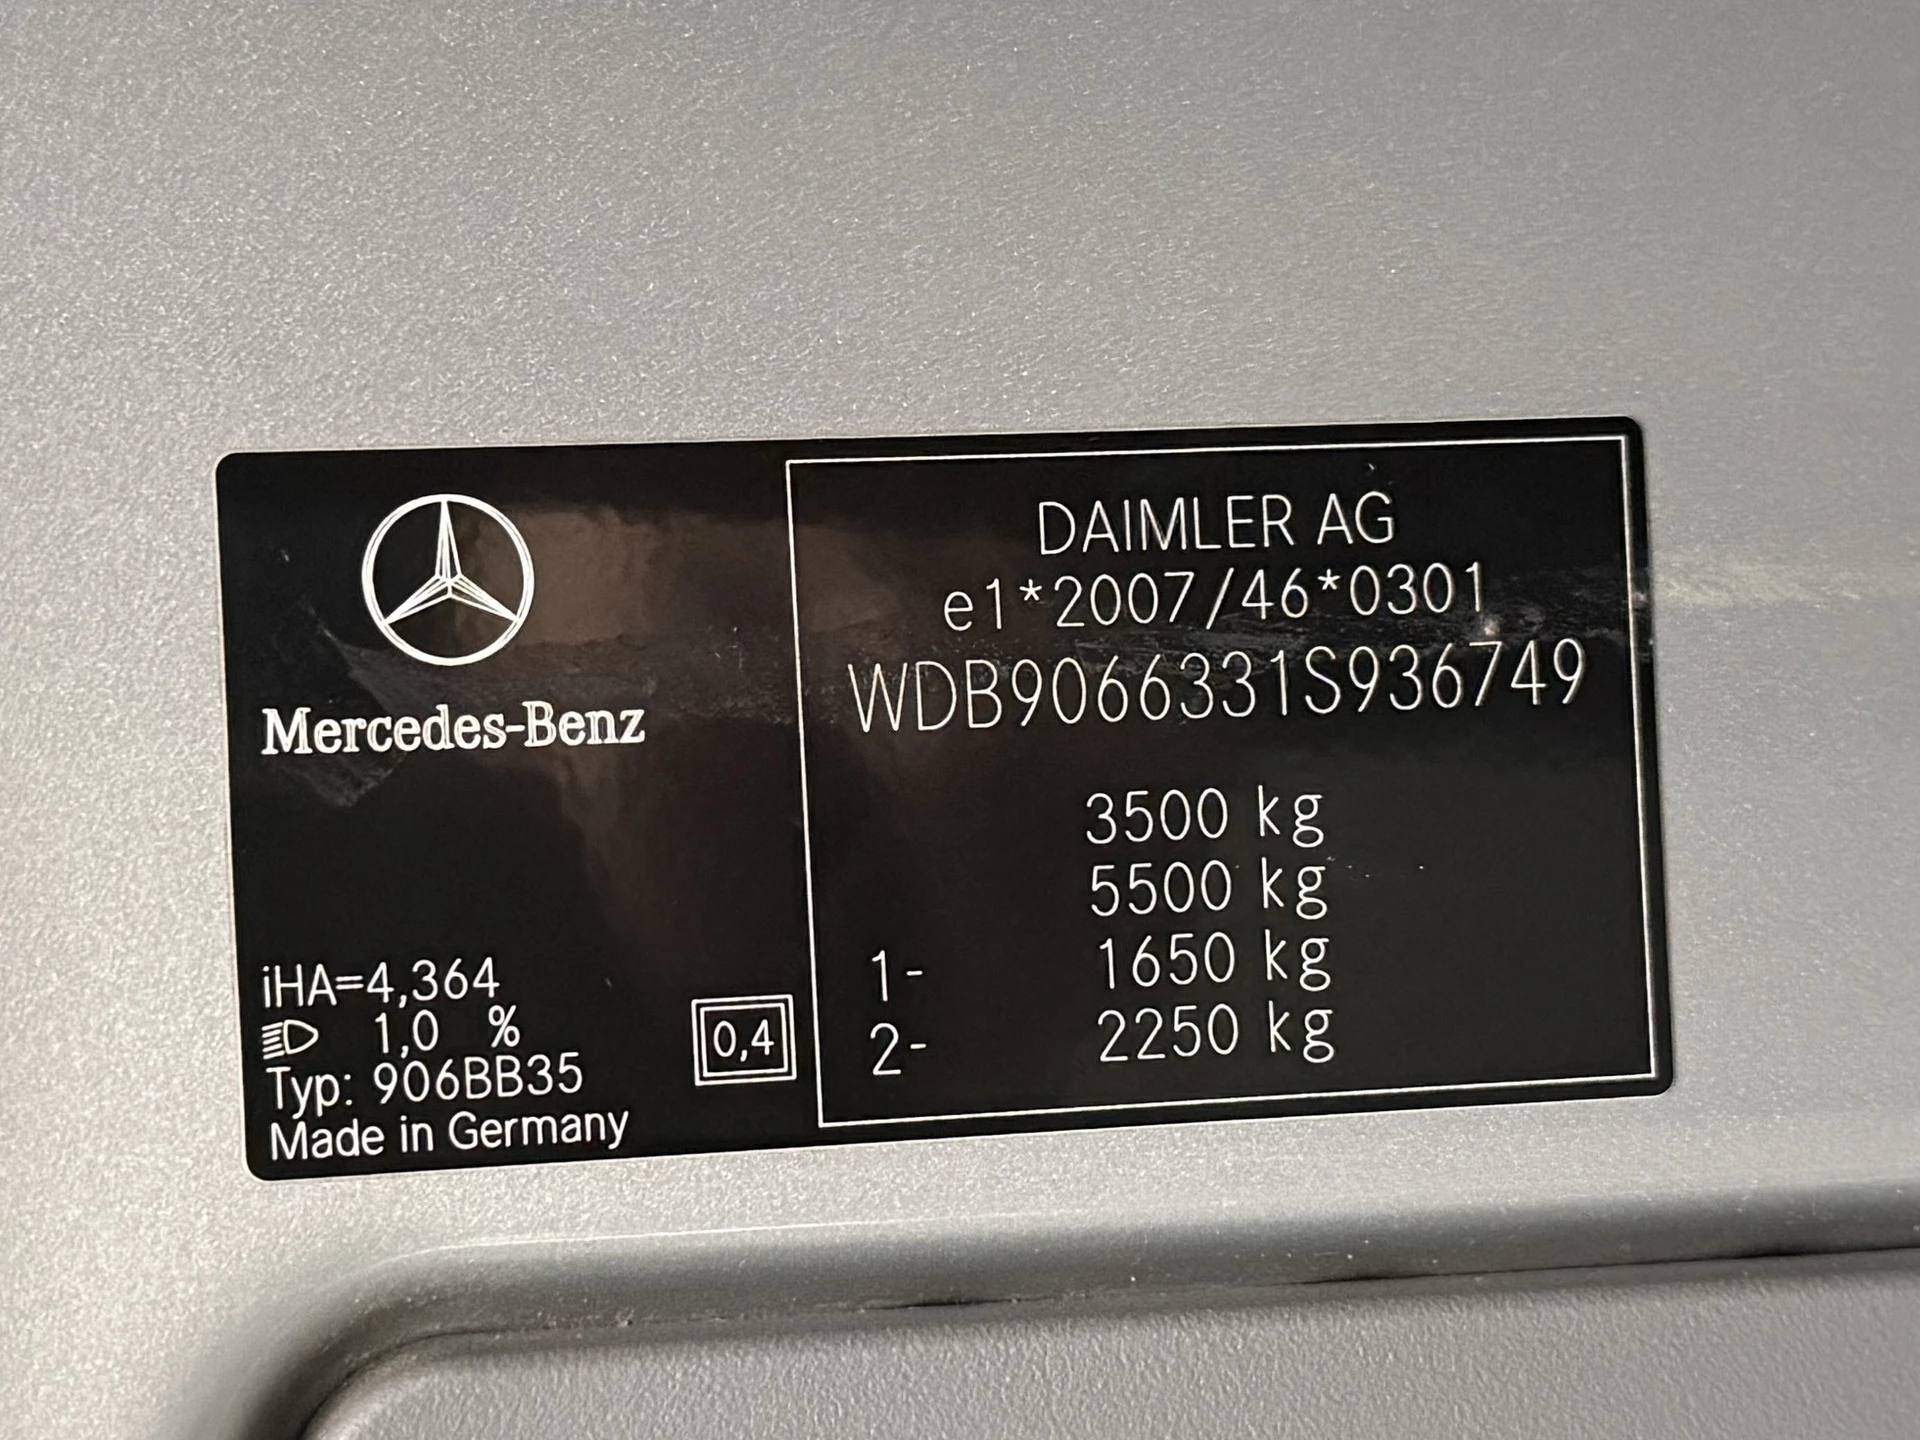 Mercedes-Benz
iHA=4,364
1,0 %
Typ: 906BB35
Made in Germany
0,4
DAIMLER AG
e1*2007/46*0301
WDB9066331S936749
3500 kg
5500 kg
1- 1650 kg
2- 2250 kg